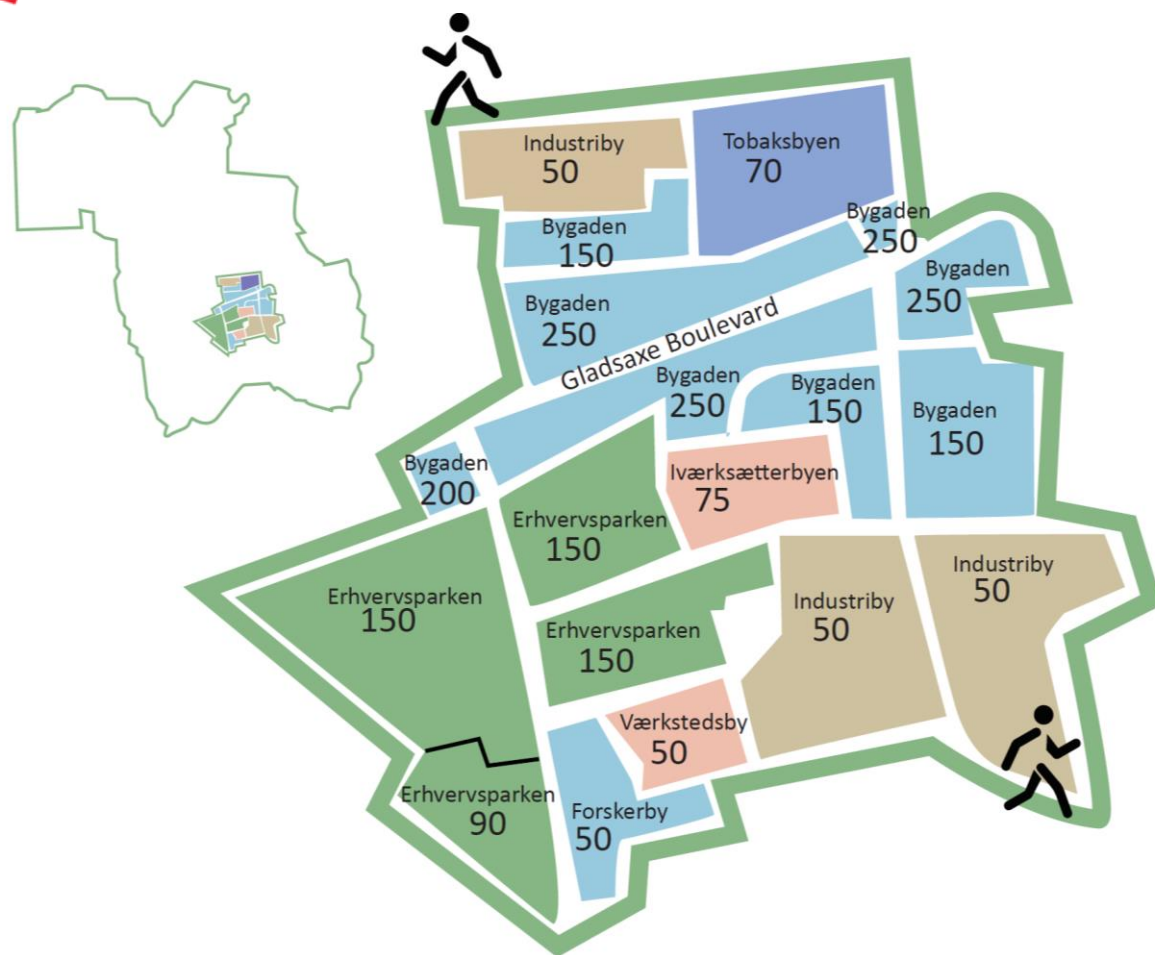 Industriby
50
Tobaksbyen
70
Bygaden
150
Bygaden
250
Bygaden
250
Bygaden
250
Gladsaxe Boulevard
Bygaden
250
Bygaden
150
Bygaden
150
Bygaden
200
Iværksætterbyen
75
Erhvervsparken
150
Erhvervsparken
150
Industriby
50
Industriby
50
Erhvervsparken
150
Værkstedsby
50
Erhvervsparken
90
Forskerby
50